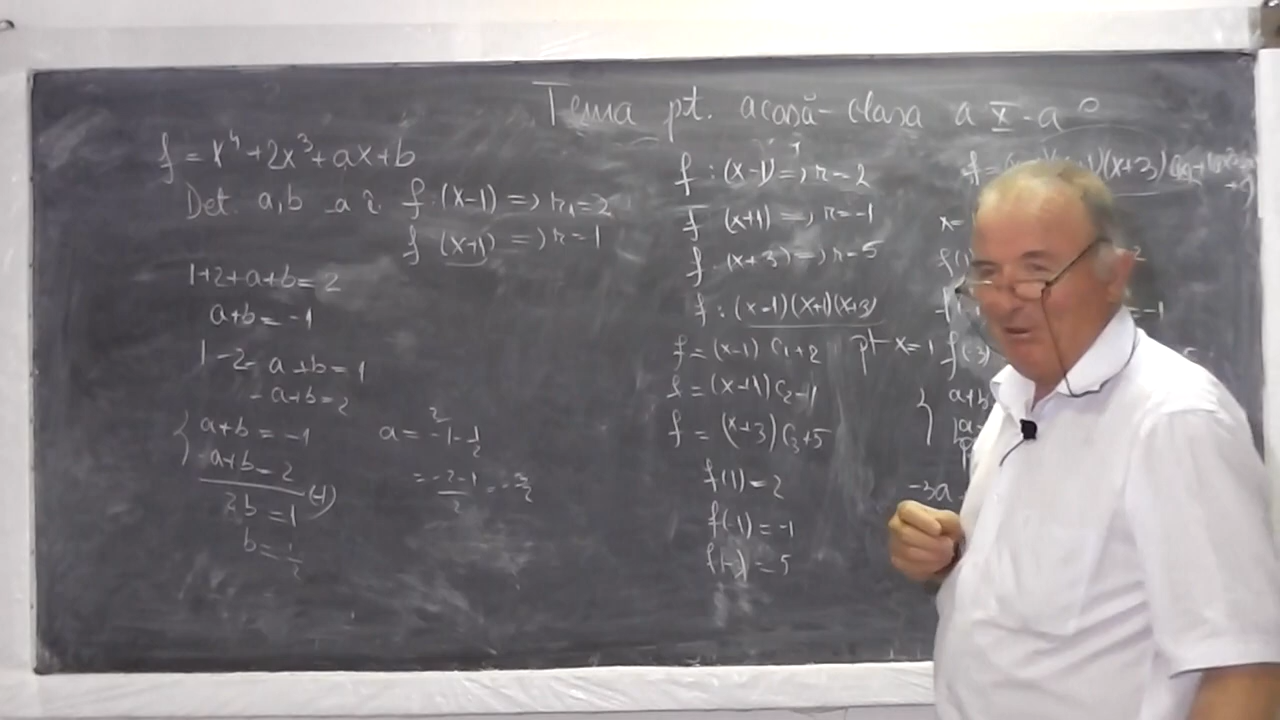 Tema pt. acasă - clasa a X-a
f = x⁴ + 2x³ + ax + b
Det. a,b a î f : (x-1) => r₁ = 2
f (x+1) => r = 1
1+2+a+b = 2
a+b = -1
1-2-a+b = 1
-a+b = 2
{ a+b = -1
-a+b = 2
2b = 1
b = 1/2
a = -1 - 1/2
= -2-1/2 = -3/2
f : (x-1) => r = 2
f (x+1) => r = -1
f : (x+3) => r = 5
f : (x-1)(x+1)(x+3)
f = (x-1) C₁+2 pt x = 1
f = (x+1) C₂-1
f = (x+3) C₃+5
f(1) = 2
f(-1) = -1
= 5
f = (x+3)
x =
= -1
f(-3)
{ a+b
-3a